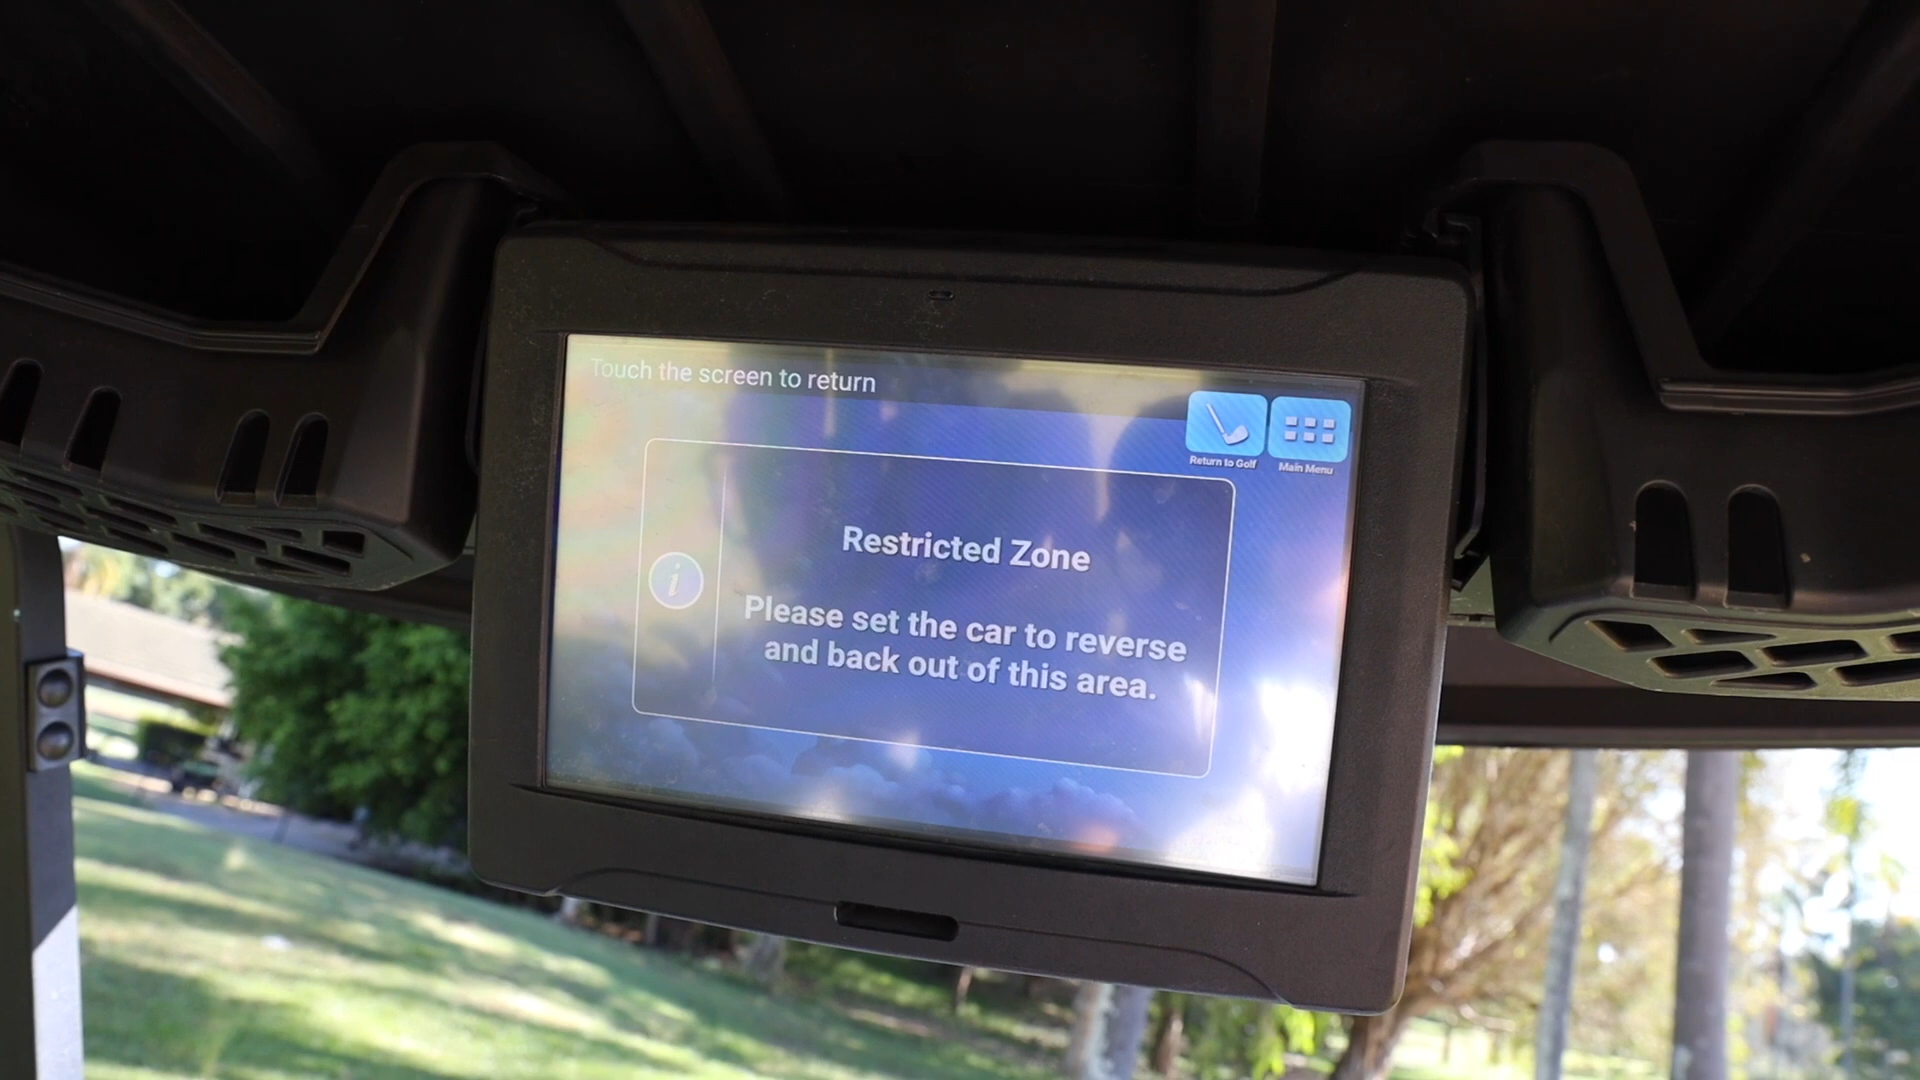 Touch the screen to return
Return to Golf
Main Menu
i
Restricted Zone
Please set the car to reverse
and back out of this area.